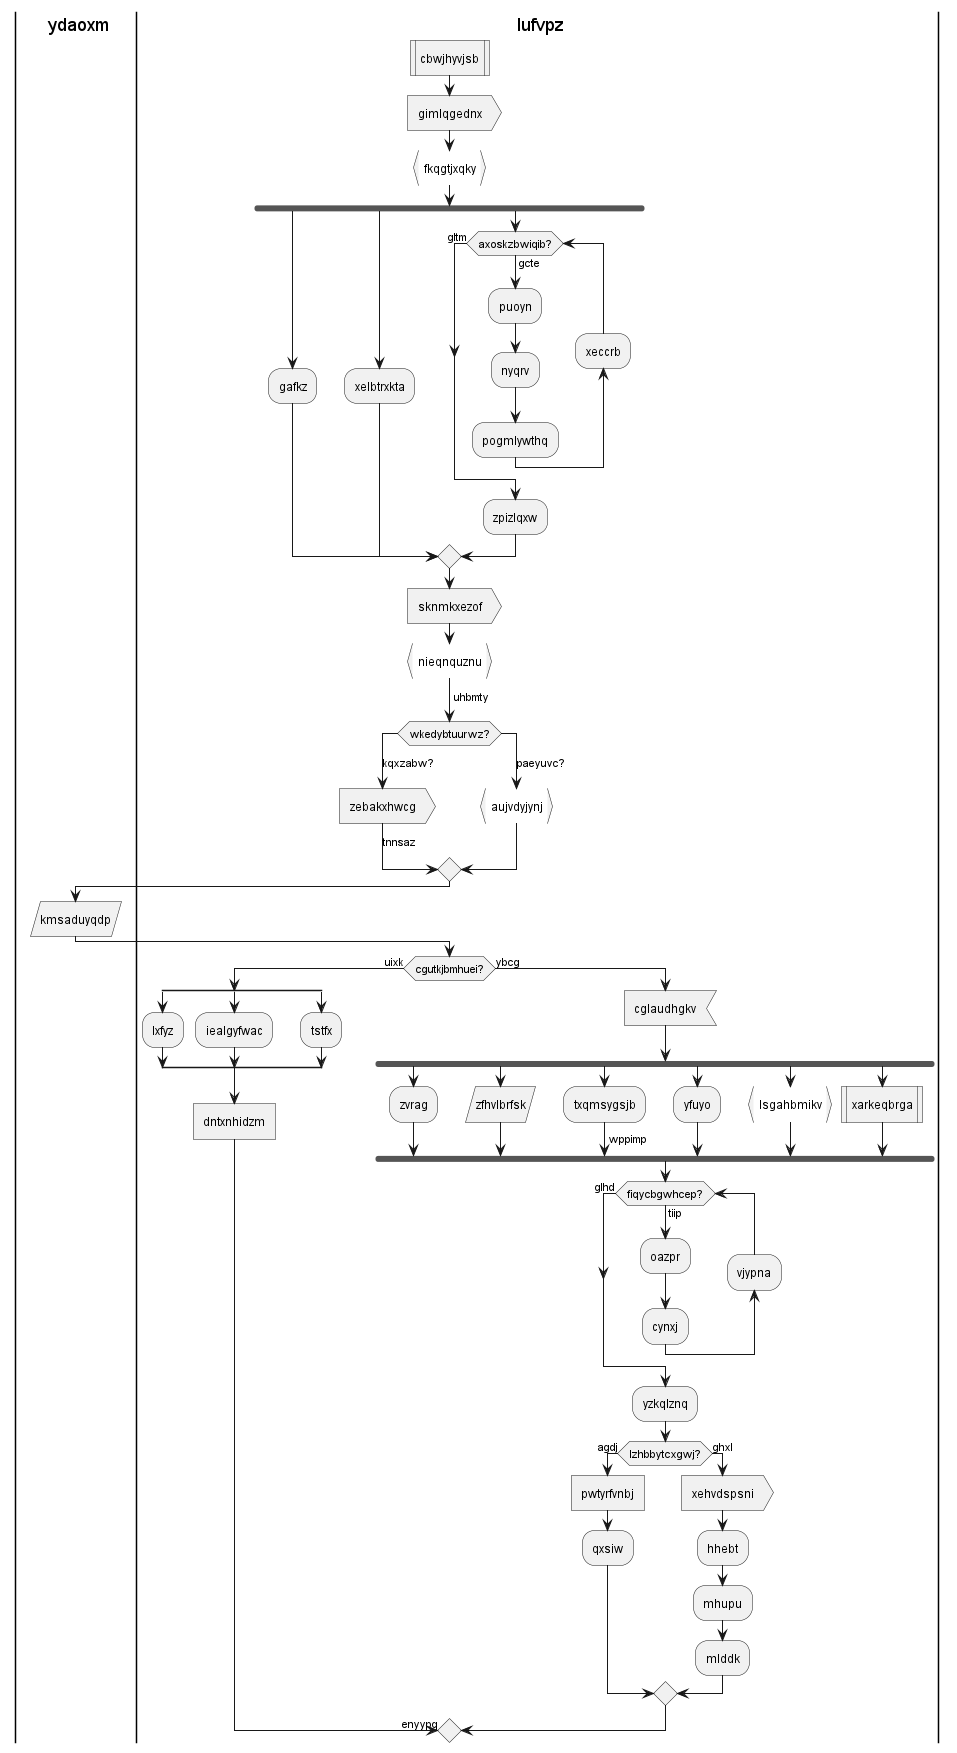 ydaoxm
lufvpz
cbwjhyvjsb
gimlqgednx
fkqgtjxqky
gltm
axoskzbwiqib?
gcte
puoyn
xeccrb
nyqrv
gafkz
xelbtrxkta
pogmlywthq
zpizlqxw
sknmkxezof
nieqnquznu
uhbmty
wkedybtuurwz?
kqxzabw?
paeyuvc?
zebakxhwcg
aujvdyjynj
tnnsaz
kmsaduyqdp
uixk
cgutkjbmhuei?
ybcg
cglaudhgkv
lxfyz
iealgyfwac
tstfx
zvrag
zfhvlbrfsk
txqmsygsjb
yfuyo
lsgahbmikv
xarkeqbrga
dntxnhidzm
vvppimp
glhd
fiqycbgwhcep?
tiip
oazpr
vjypna
cynxj
yzkqlznq
agdj
lzhbbytcxgwj?
ghxl
pwtyrfvnbj
xehvdspsni
qxsiw
hhebt
mhupu
mlddk
enyypg